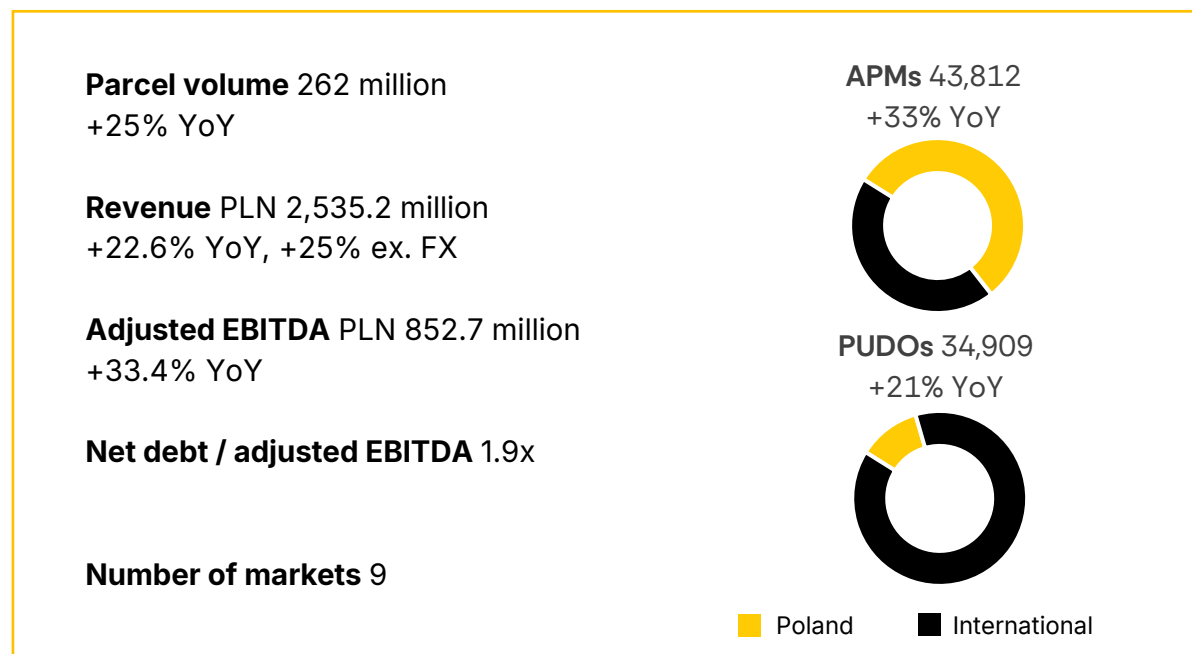 Parcel volume 262 million
+25% YoY
Revenue PLN 2,535.2 million
+22.6% YoY, +25% ex. FX
Adjusted EBITDA PLN 852.7 million
+33.4% YoY
Net debt / adjusted EBITDA 1.9x
Number of markets 9
APMs 43,812
+33% YoY
PUDOs 34,909
+21% YoY
Poland
International